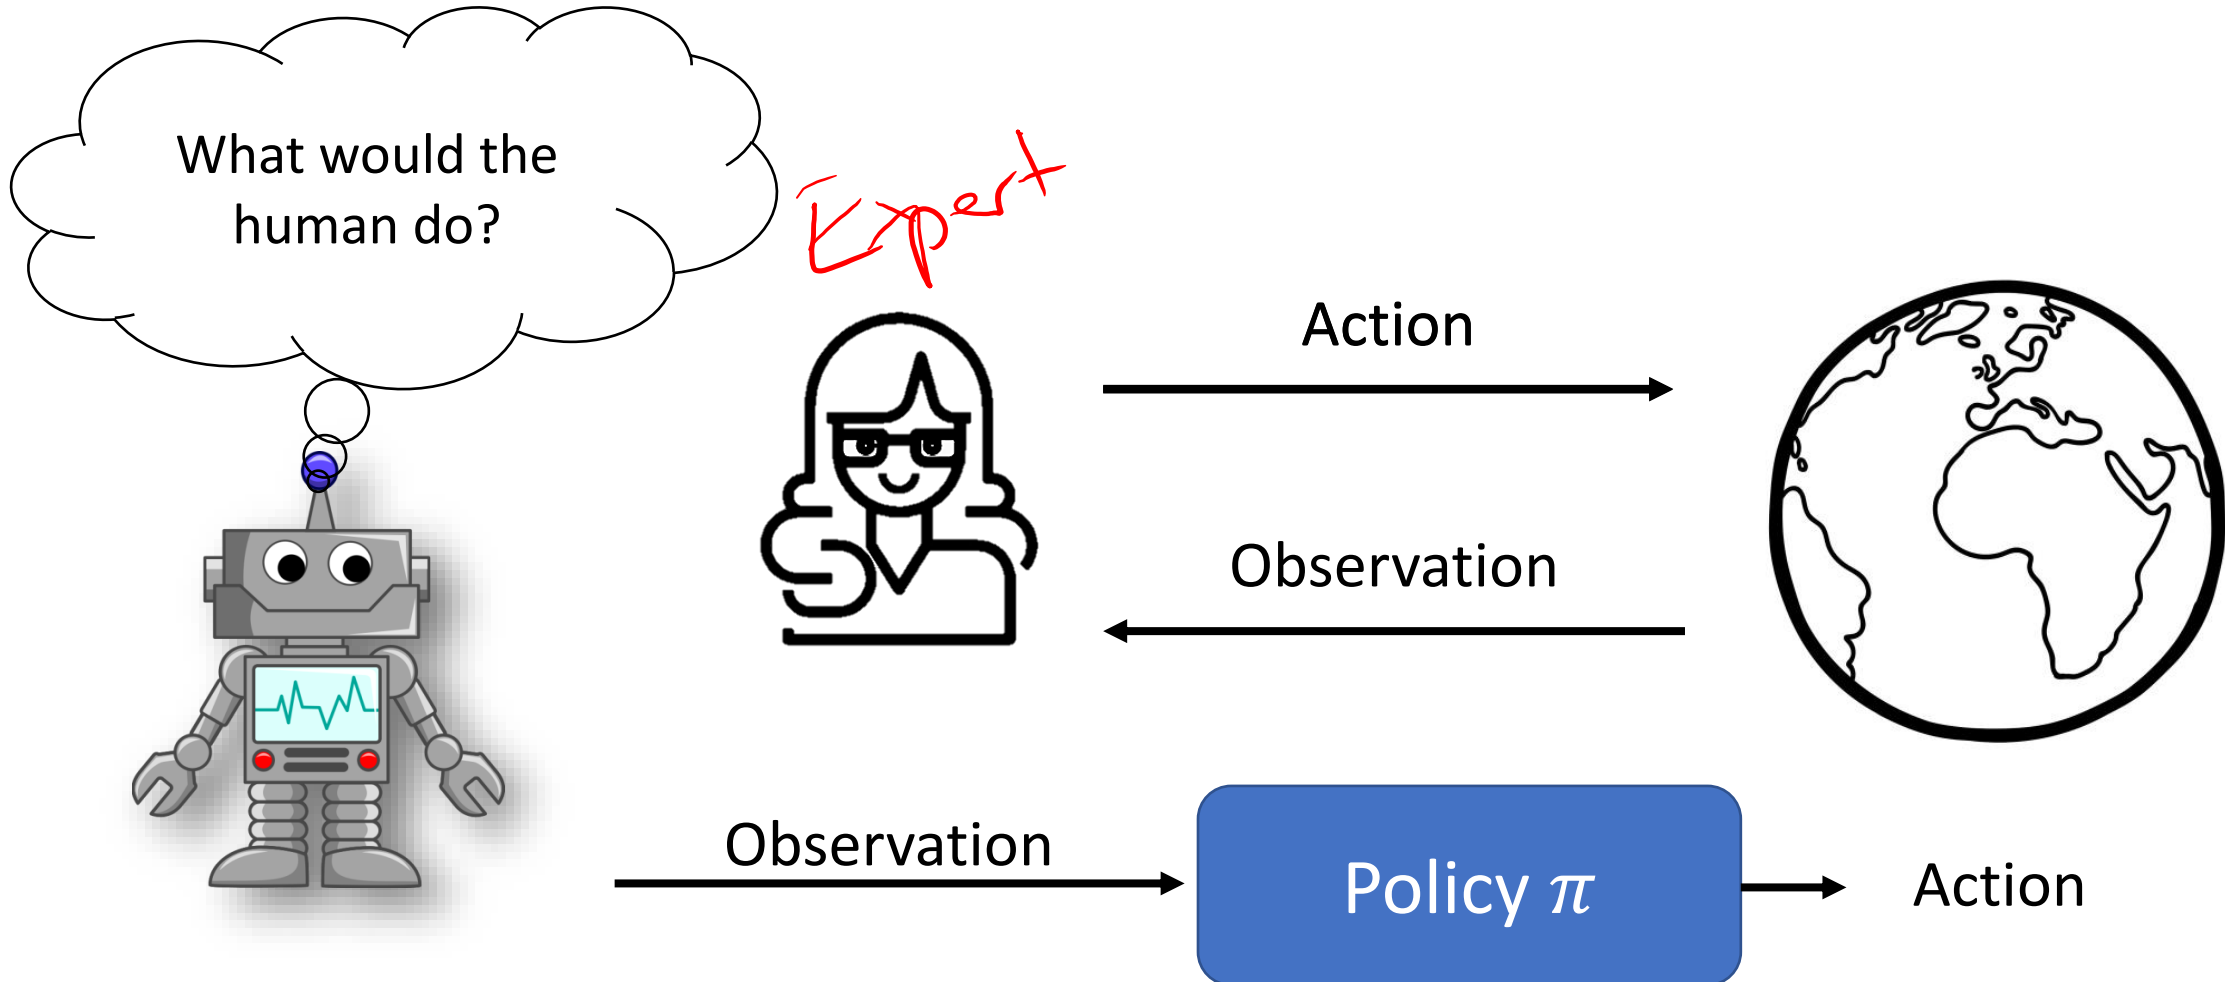 What would the
human do?
Expert
Action
Observation
Observation
Policy π
Action